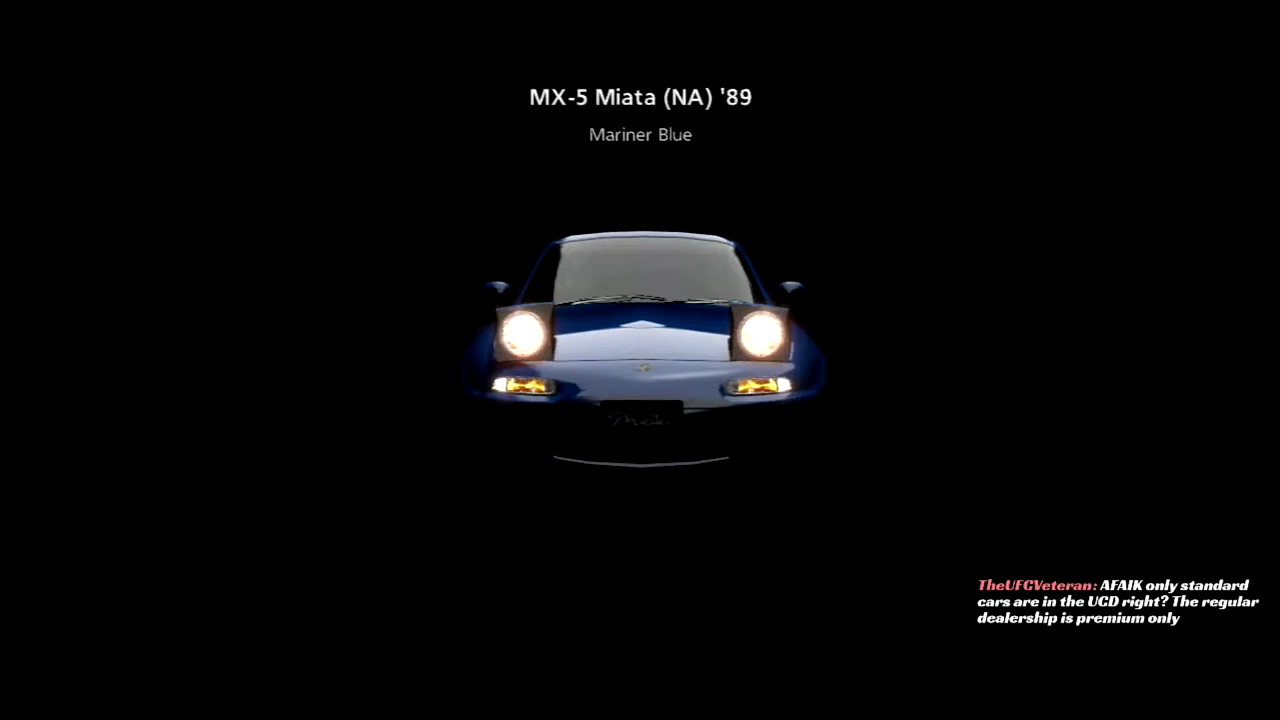 MX-5 Miata (NA) '89
Mariner Blue
TheUFCVeteran: AFAIK only standard
cars are in the UCD right? The regular
dealership is premium only